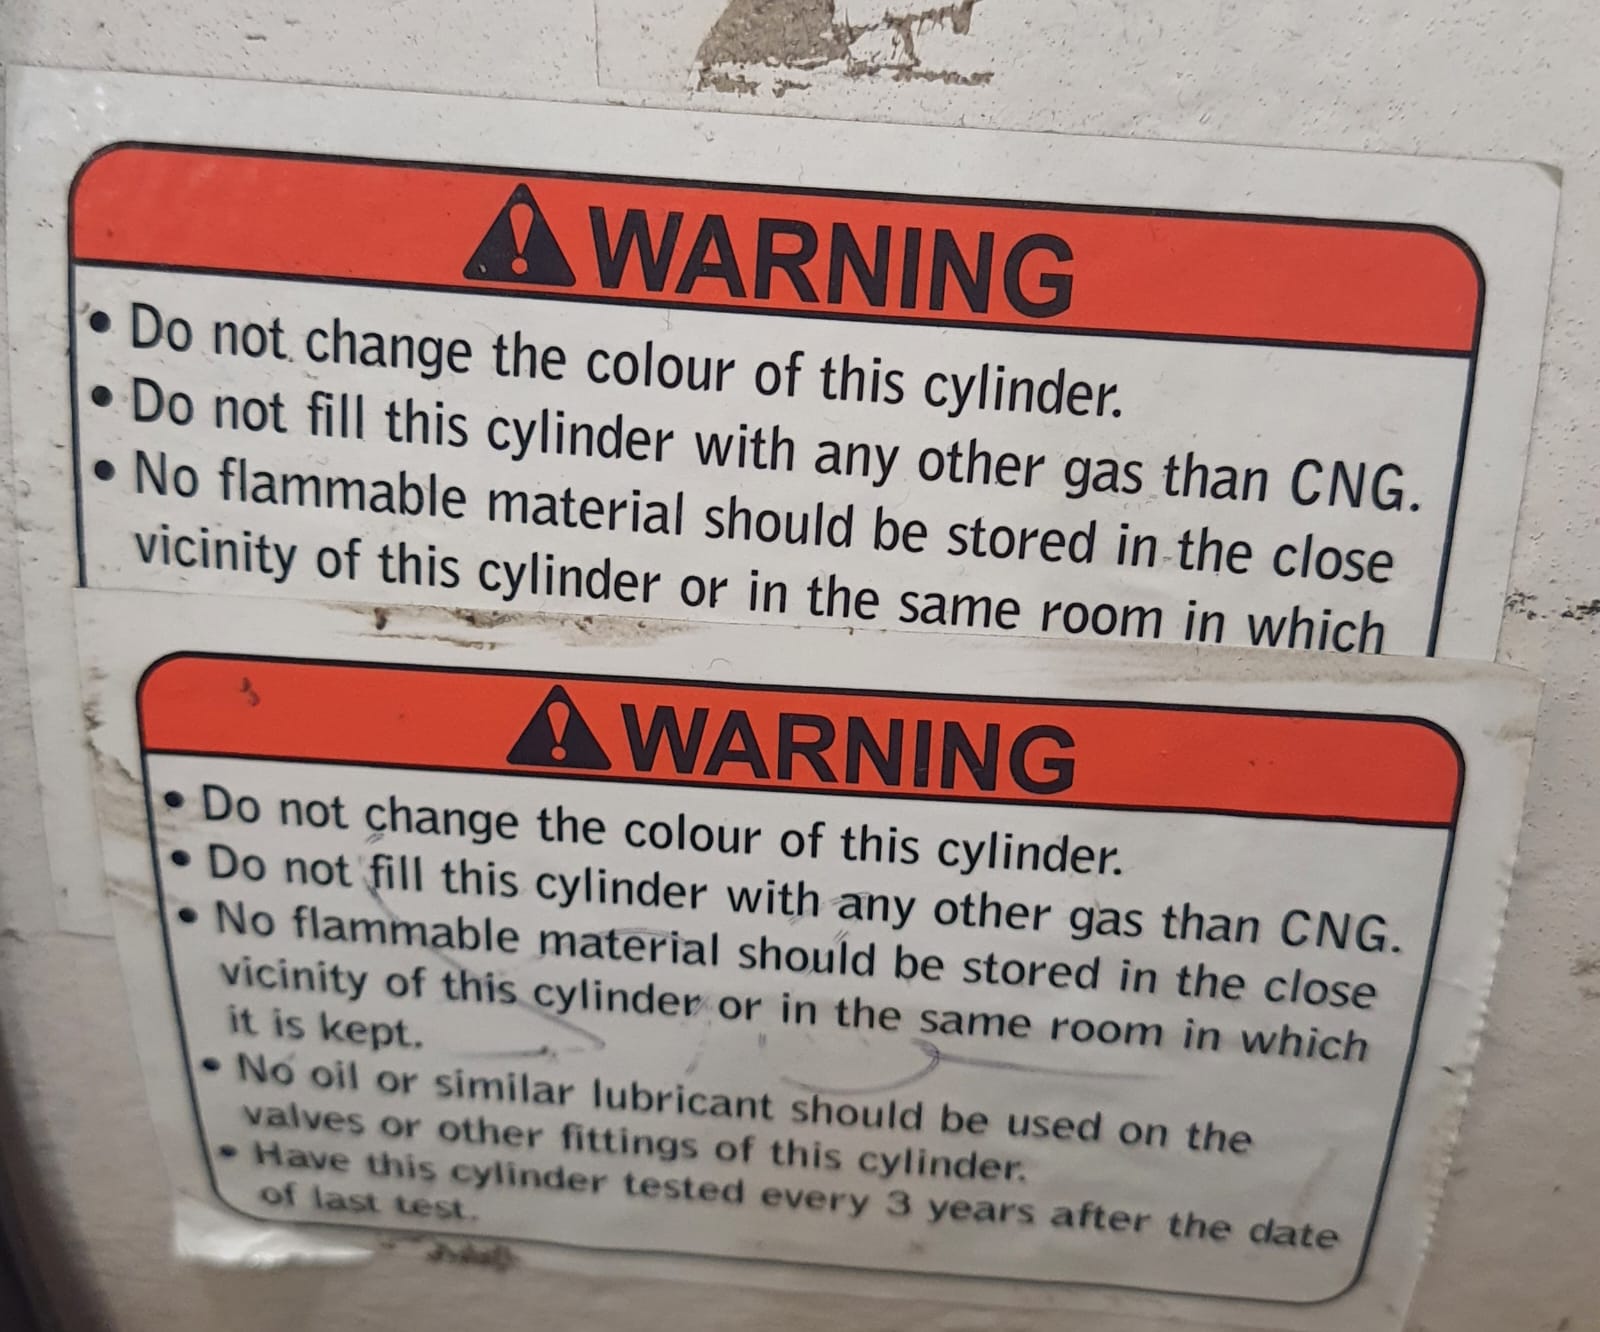 WARNING
• Do not change the colour of this cylinder.
• Do not fill this cylinder with any other gas than CNG.
• No flammable material should be stored in the close
vicinity of this cylinder or in the same room in which
WARNING
• Do not change the colour of this cylinder.
• Do not fill this cylinder with any other gas than CNG.
• No flammable material should be stored in the close
vicinity of this cylinder or in the same room in which
it is kept.
• No oil or similar lubricant should be used on the
valves or other fittings of this cylinder.
• Have this cylinder tested every 3 years after the date
of last test.